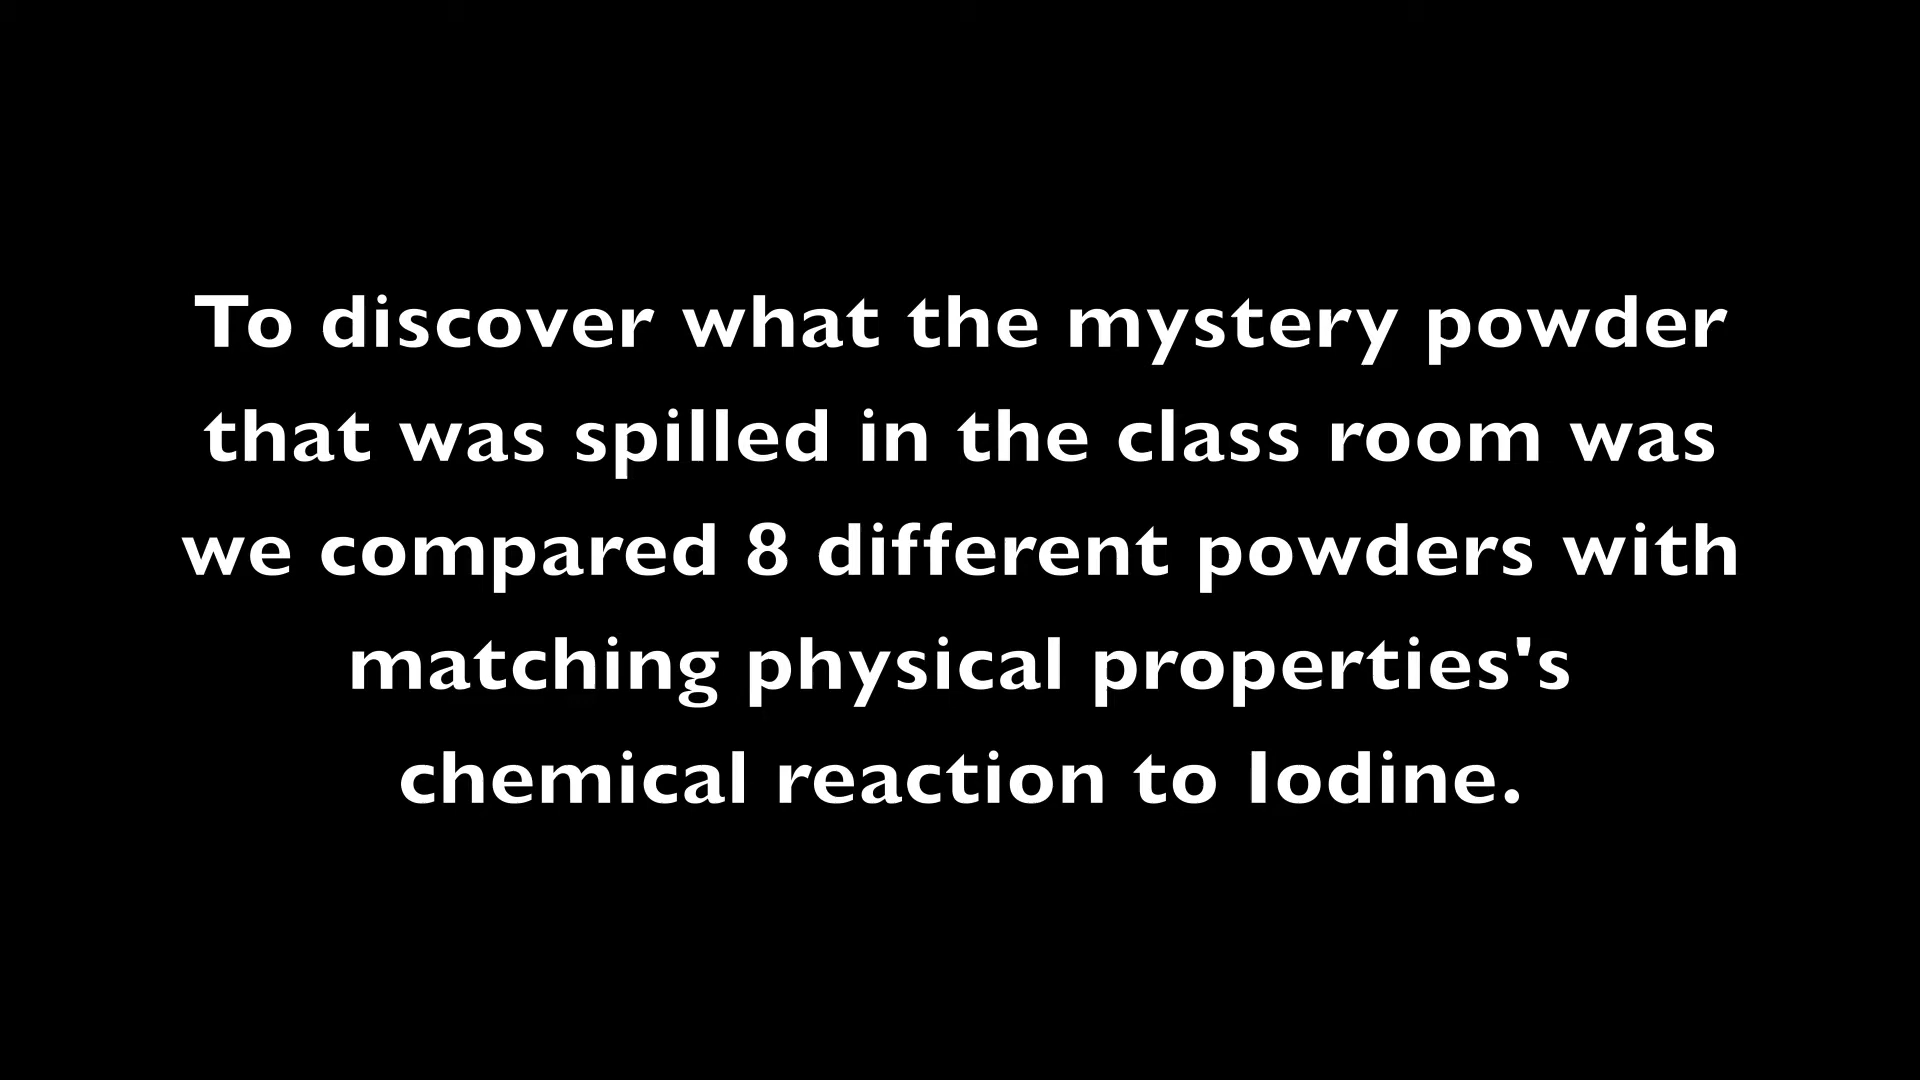 To discover what the mystery powder
that was spilled in the class room was
we compared 8 different powders with
matching physical properties's
chemical reaction to Iodine.